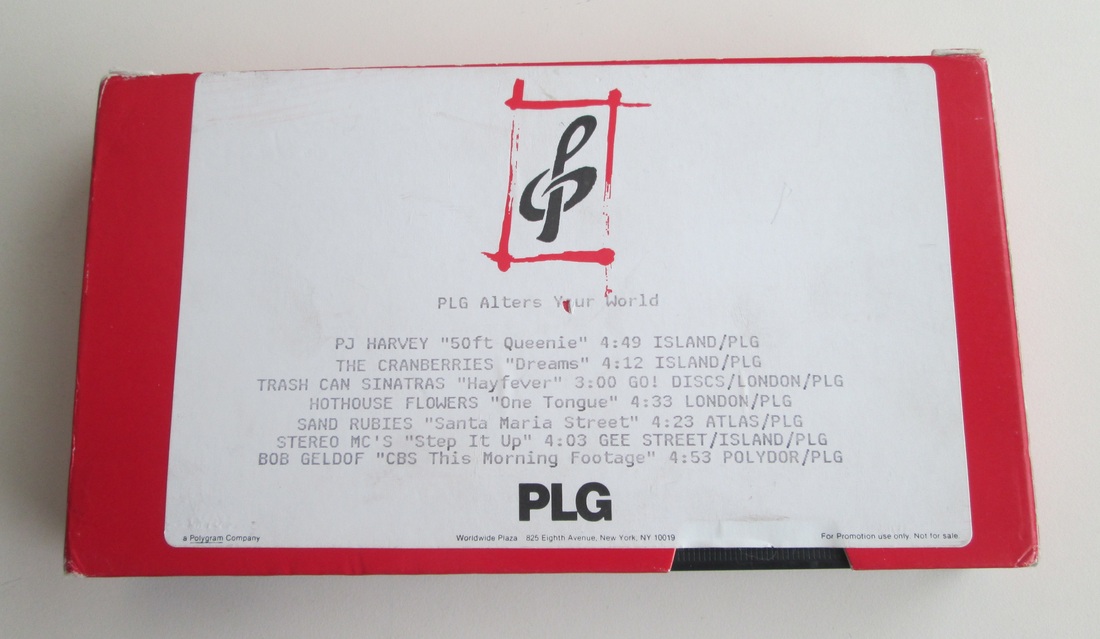 PLG Alters Your World
PJ HARVEY "50ft Queenie" 4:49 ISLAND/PLG
THE CRANBERRIES "Dreams" 4:12 ISLAND/PLG
TRASH CAN SINATRAS "Hayfever" 3:00 GO! DISCS/LONDON/PLG
HOTHOUSE FLOWERS "One Tongue" 4:33 LONDON/PLG
SAND RUBIES "Santa Maria Street" 4:23 ATLAS/PLG
STEREO MC'S "Step It Up" 4:03 GEE STREET/ISLAND/PLG
BOB GELDOF "CBS This Morning Footage" 4:53 POLYDOR/PLG
PLG
a Polygram Company Worldwide Plaza 825 Eighth Avenue, New York, NY 10019 For Promotion use only. Not for sale.